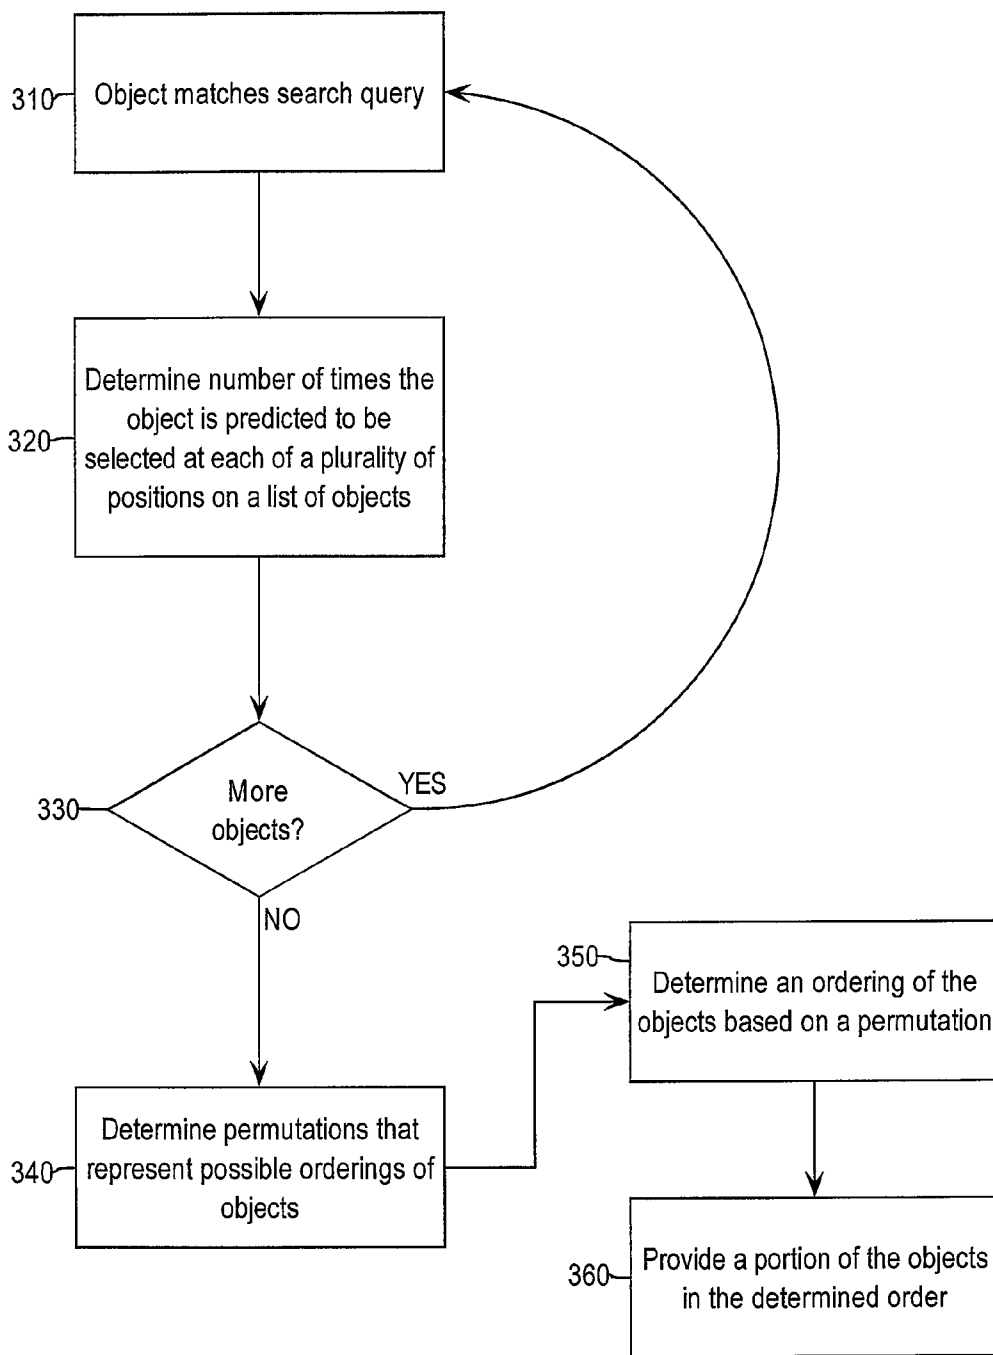 310
Object matches search query
320
Determine number of times the
object is predicted to be
selected at each of a plurality of
positions on a list of objects
330
More
objects?
YES
NO
340
Determine permutations that
represent possible orderings of
objects
350
Determine an ordering of the
objects based on a permutation
360
Provide a portion of the objects
in the determined order